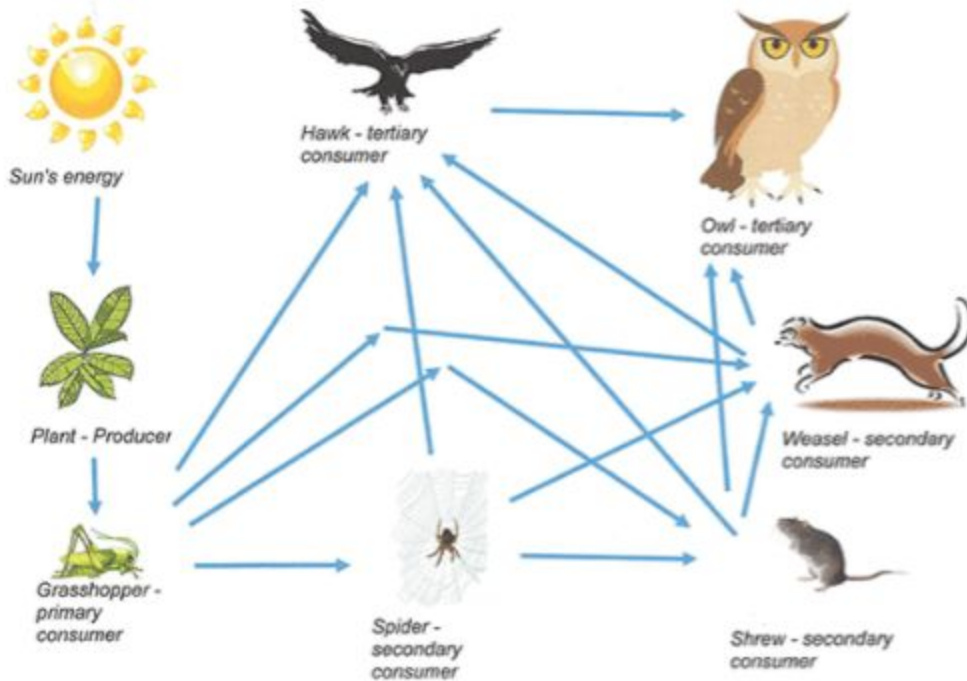 Sun's energy
Hawk - tertiary
consumer
Owl - tertiary
consumer
Plant - Producer
Weasel - secondary
consumer
Grasshopper -
primary
consumer
Spider -
secondary
consumer
Shrew - secondary
consumer